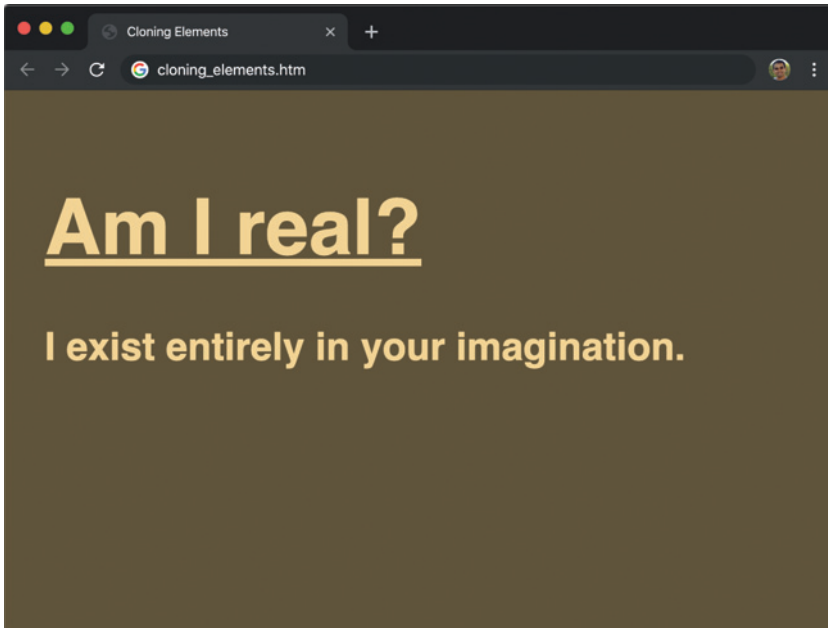 Cloning Elements
cloning_elements.htm
Am I real?
I exist entirely in your imagination.